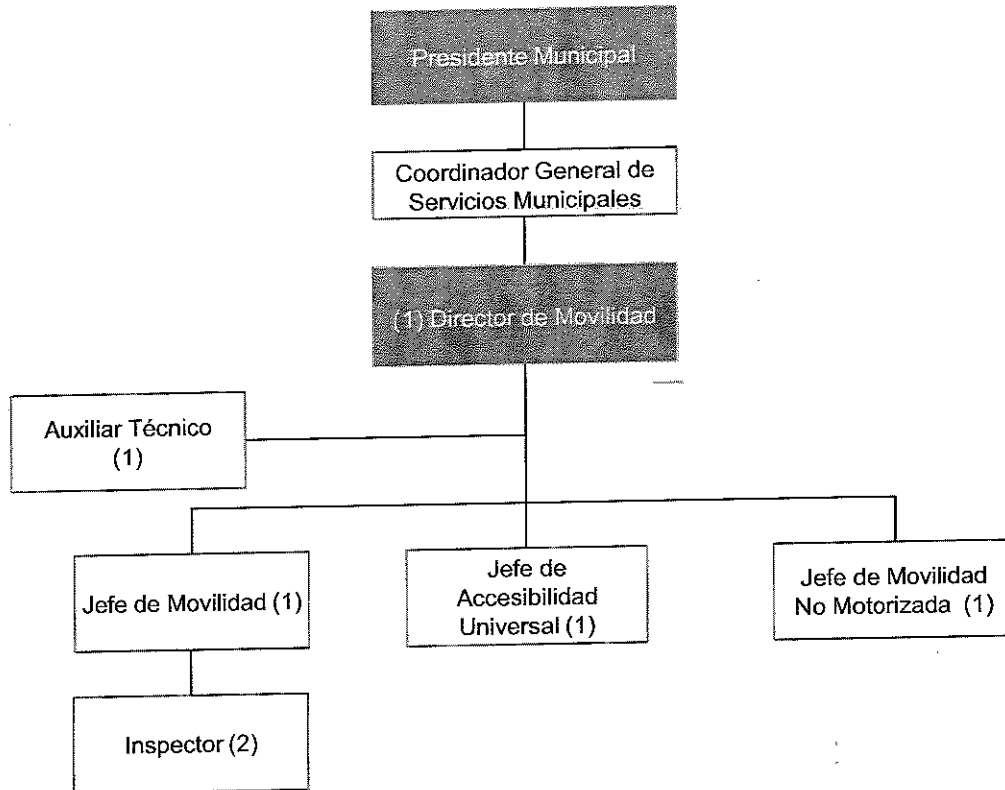 Presidente Municipal
Coordinador General de
Servicios Municipales
(1) Director de Movilidad
Auxiliar Técnico
(1)
Jefe de Movilidad (1)
Jefe de
Accesibilidad
Universal (1)
Jefe de Movilidad
No Motorizada (1)
Inspector (2)